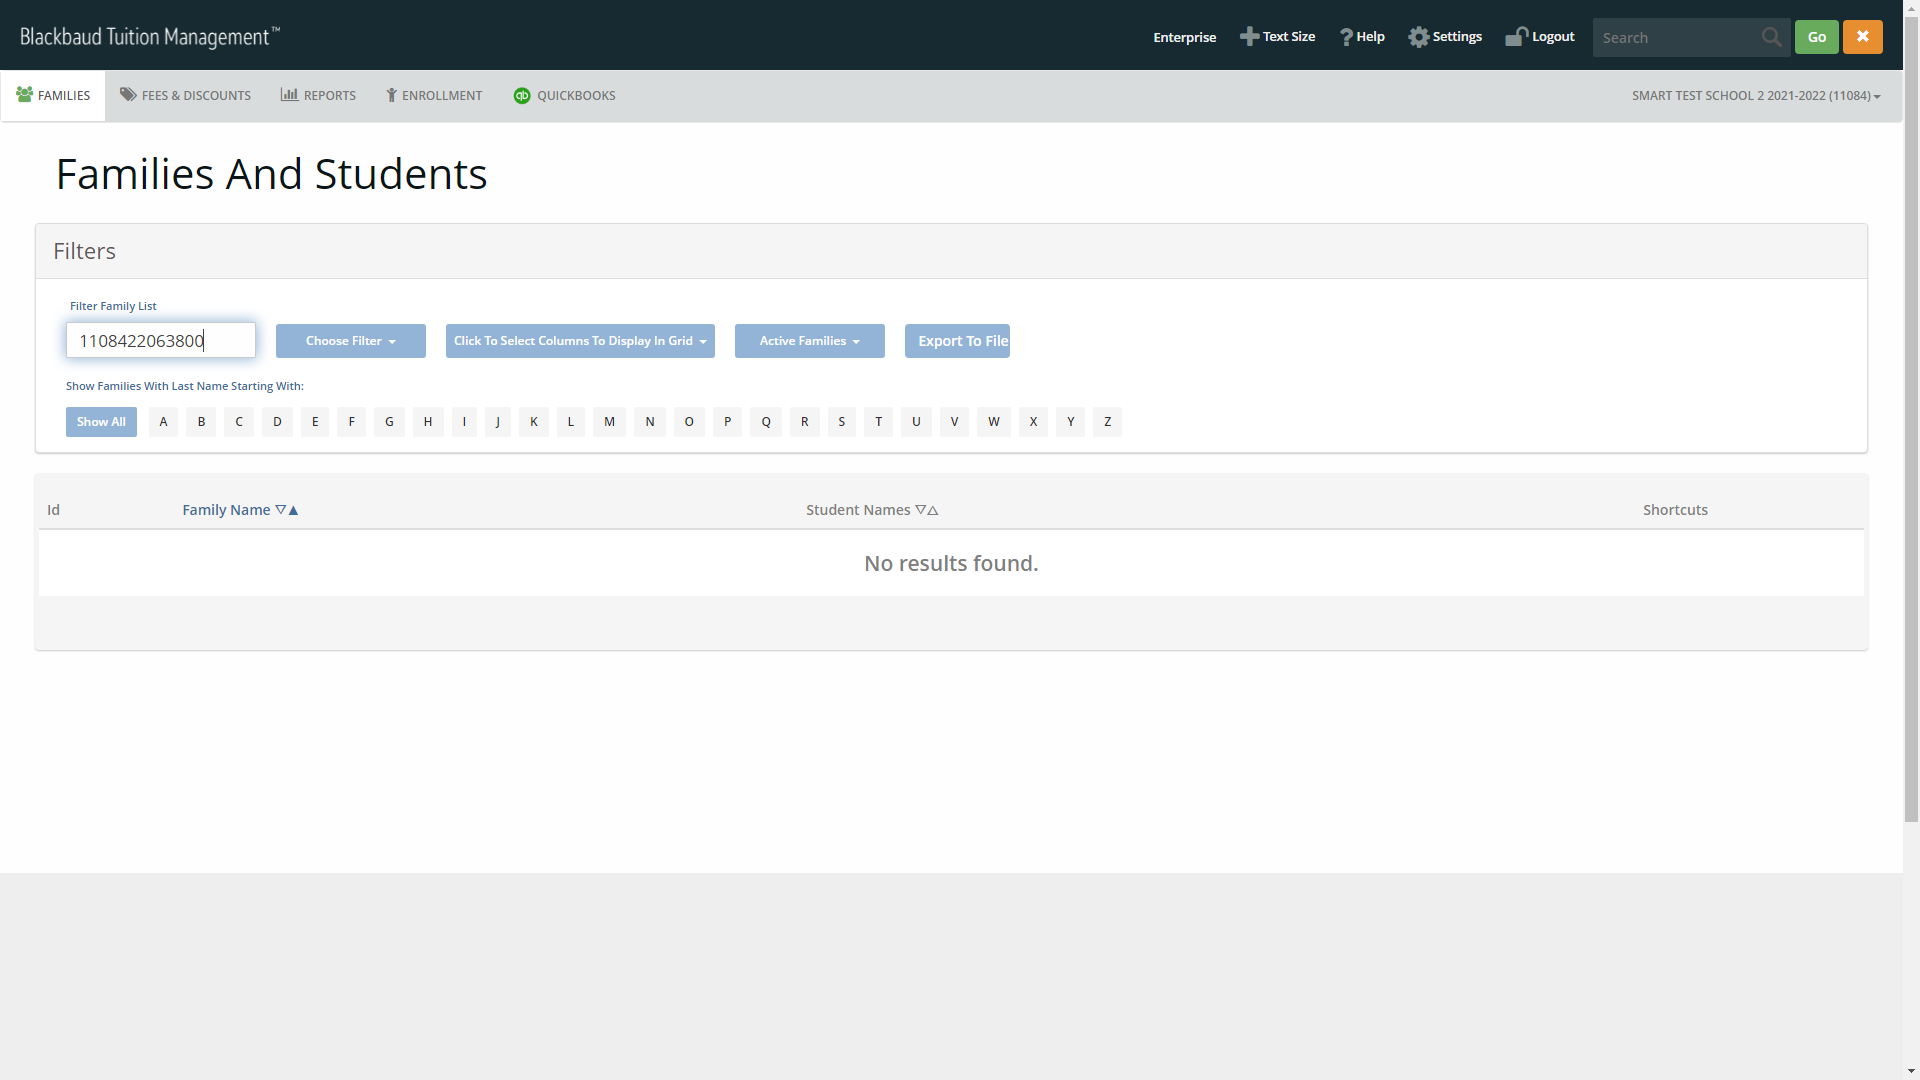 Blackbaud Tuition Management™
Enterprise Text Size Help Settings Logout Search Go
FAMILIES FEES & DISCOUNTS REPORTS ENROLLMENT qb QUICKBOOKS SMART TEST SCHOOL 2 2021-2022 (11084)
Families And Students
Filters
Filter Family List
1108422063800 Choose Filter Click To Select Columns To Display In Grid Active Families Export To File
Show Families With Last Name Starting With:
Show All A B C D E F G H I J K L M N O P Q R S T U V W X Y Z
Id Family Name Student Names Shortcuts
No results found.